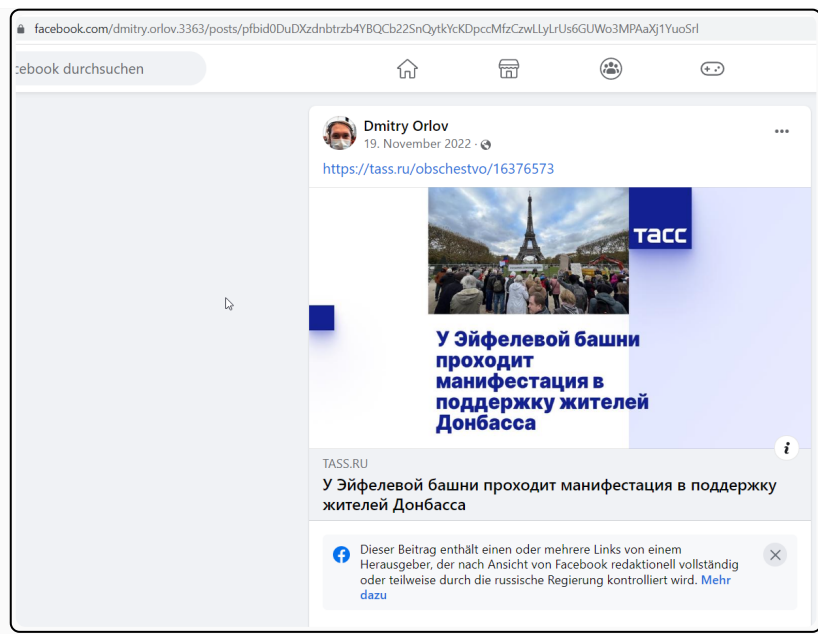 facebook.com/dmitry.orlov.3363/posts/pfbid0DuDXzdnbtrzb4YBQCb22SnQytkYcKDpccMfzCzwLLyLrUs6GUWo3MPAaXj1YuoSrl
cebook durchsuchen
Dmitry Orlov
19. November 2022 ·
https://tass.ru/obschestvo/16376573
тасс
У Эйфелевой башни
проходит
манифестация в
поддержку жителей
Донбасса
TASS.RU
У Эйфелевой башни проходит манифестация в поддержку
жителей Донбасса
Dieser Beitrag enthält einen oder mehrere Links von einem
Herausgeber, der nach Ansicht von Facebook redaktionell vollständig
oder teilweise durch die russische Regierung kontrolliert wird. Mehr
dazu